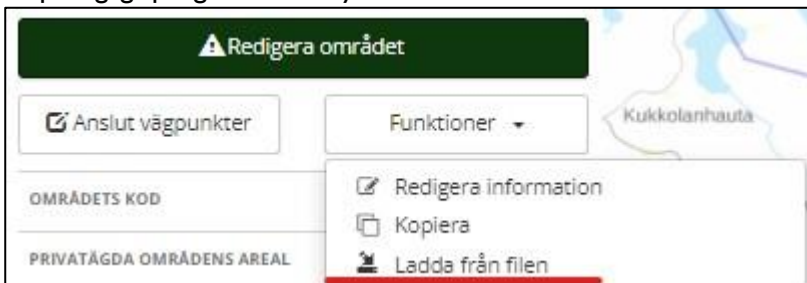 Redigera området
Anslut vägpunkter
Funktioner
Kukkolanhauta
OMRÅDETS KOD
Redigera information
Kopiera
PRIVATÄGDA OMRÅDENS AREAL
Ladda från filen